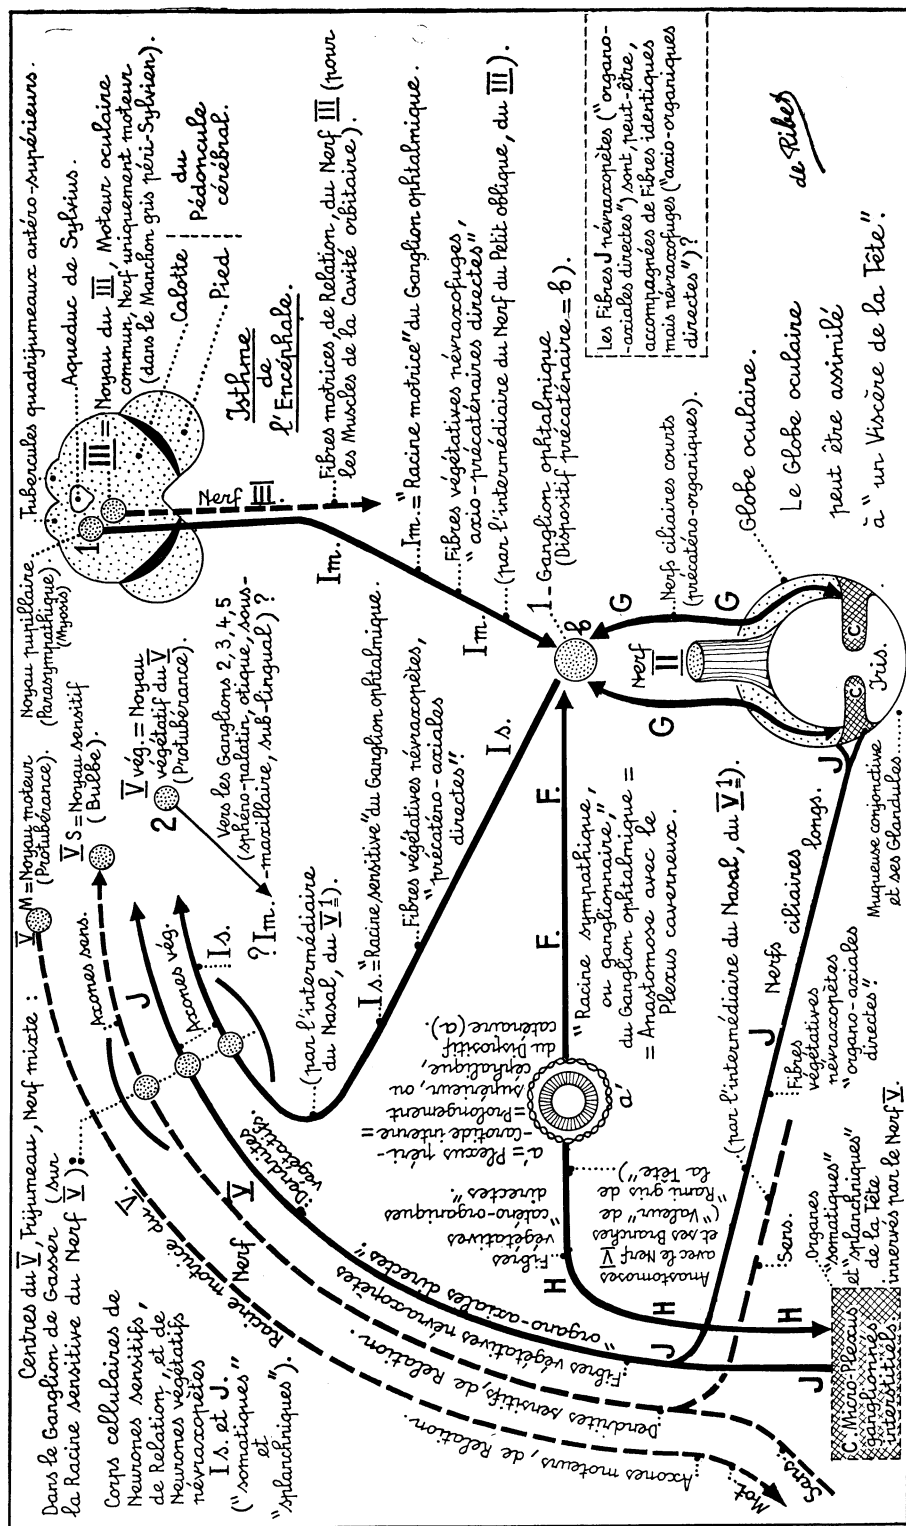 Centres du V, Trijumeau, Nerf mixte :
Dans le Ganglion de Gasser (sur
la Racine sensitive du Nerf V)
Corps cellulaires de
Neurones sensitifs,
de Relation, et de
Neurones végétatifs
névraxopètes
I s. et J.
("somatiques"
et
"splanchniques").
V M = Noyau moteur
(Protubérance).
V S = Noyau sensitif
(Bulbe).
V vég. = Noyau
végétatif du V
(Protubérance).
2
Vers les Ganglions 2, 3, 4, 5
(sphéno-palatin, otique, sous-
-maxillaire, sub-lingual) ?
? Im.
Axones sens.
J
Axones vég.
Is.
Noyau pupillaire
(Parasympathique)
(Myosis)
Tubercules quadrijumeaux antéro-supérieurs.
Aqueduc de Sylvius.
1
III = Noyau du III, Moteur oculaire
commun, Nerf uniquement moteur
(dans le Manchon gris péri-Sylvien).
Calotte
Pied
du
Pédoncule
cérébral.
Isthme
de
l'Encéphale.
Nerf III.
Fibres motrices, de Relation, du Nerf III (pour
les Muscles de la Cavité orbitaire).
Im.
Im. = "Racine motrice" du Ganglion ophtalmique.
Fibres végétatives névraxofuges,
"axio-précaténaires directes",
(par l'intermédiaire du Nerf du Petit oblique, du III).
Im.
1 - Ganglion ophtalmique
(Dispositif précaténaire = b).
b
(par l'intermédiaire
du Nasal, du V 1).
I s. = "Racine sensitive" du Ganglion ophtalmique
Fibres végétatives névraxopètes,
"précaténo-axiales
directes".
I s.
Les Fibres J névraxopètes ("organo-
-axiales directes") sont, peut-être,
accompagnées de Fibres identiques
mais névraxofuges ("axio-organiques
directes") ?
G
G
G
Nerf
II
Nerfs ciliaires courts
(précaténo-organiques).
Globe oculaire.
Le Globe oculaire
peut être assimilé
à "un Viscère de la Tête".
de Ribet
C
C
Iris.
J
Muqueuse conjonctive
et ses Glandules
F.
F.
"Racine sympathique,
ou ganglionnaire,"
du Ganglion ophtalmique =
= Anastomose avec le
Plexus caverneux.
a'
a' = Plexus péri-
-carotide interne =
= Prolongement
supérieur, ou
céphalique,
du Dispositif
caténaire (a).
Fibres
végétatives
"caténo-organiques
directes".
Anastomoses
avec le Nerf V
et ses Branches
("Valeur" de
"Rami gris de
la Tête")
H
H
H
(par l'intermédiaire du Nasal, du V 1).
J
Nerfs ciliaires longs.
Fibres
végétatives
névraxopètes
"organo-axiales
directes".
Racine motrice du V.
Nerf V
Dendrites
végétatifs.
Fibres végétatives névraxopètes "organo-axiales directes".
Dendrites sensitifs, de Relation.
Axones moteurs, de Relation.
Mot.
Sens
Sens.
J
J
Organes
"somatiques"
et "splanchniques"
de la Tête
innervés par le Nerf V.
C. Micro-Plexus
ganglionnés
interstitiels.